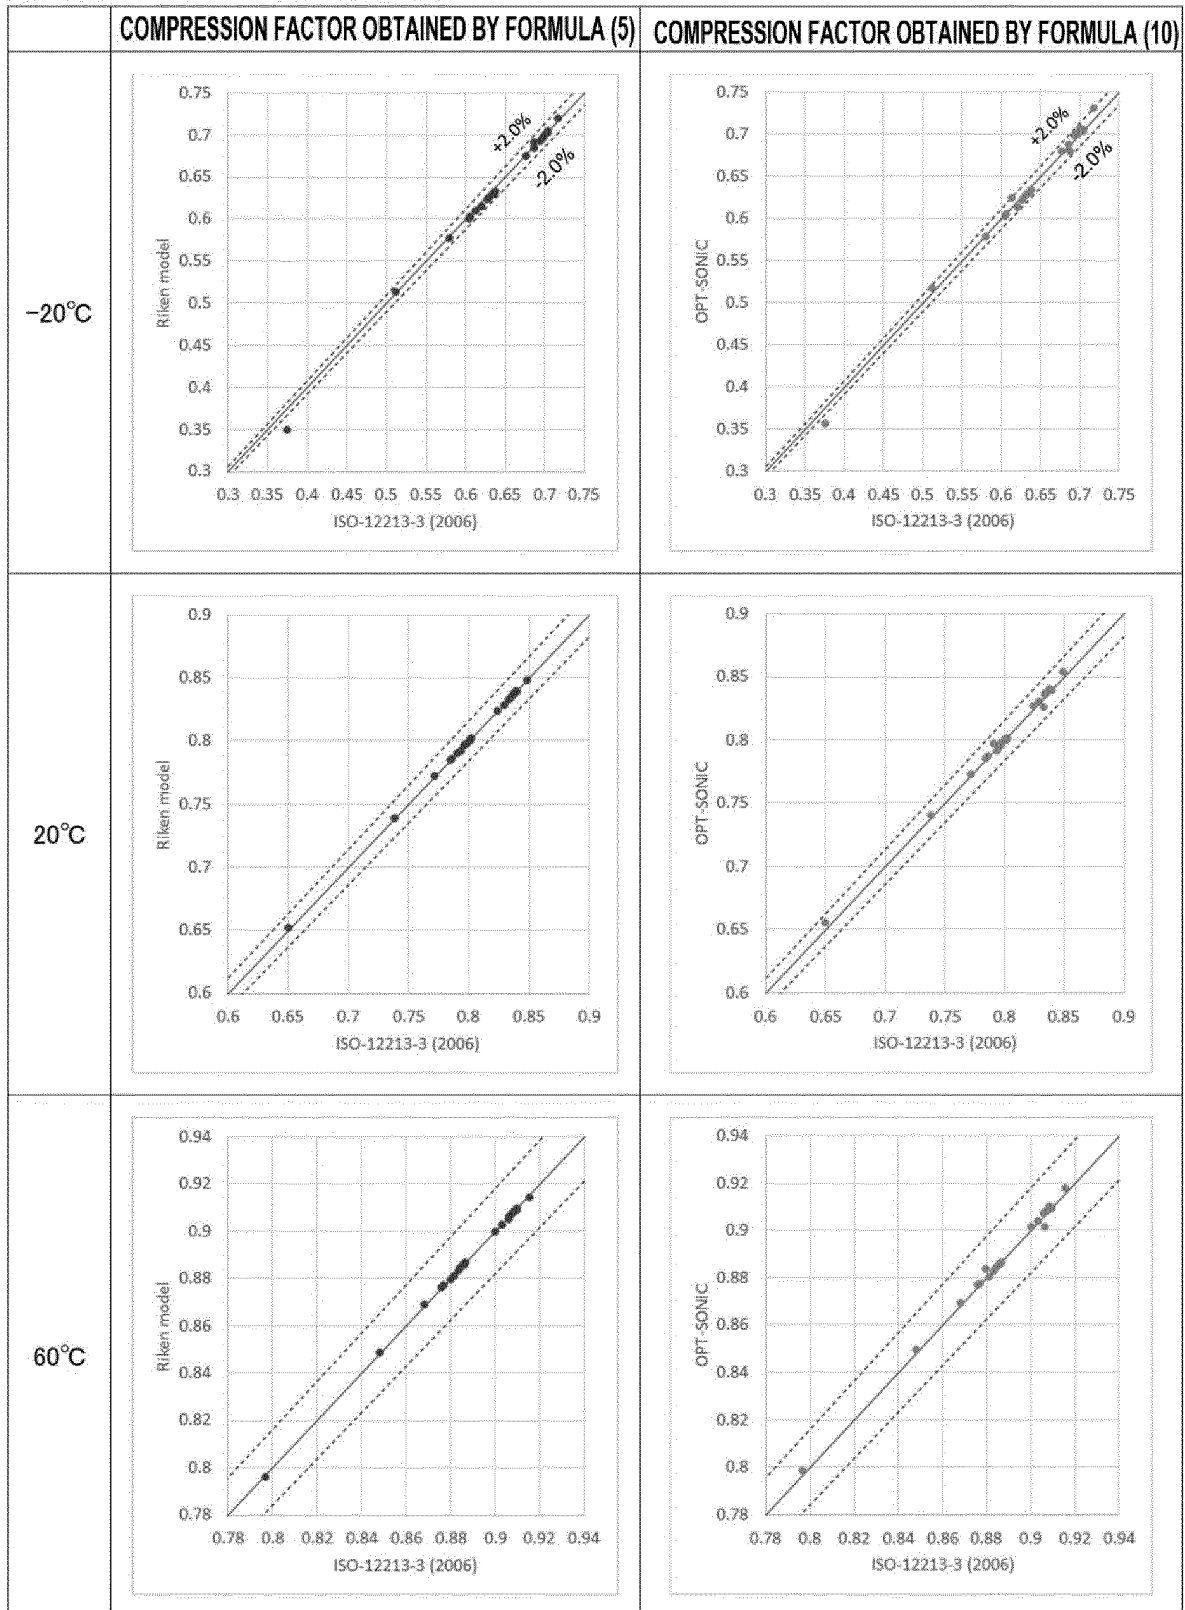 COMPRESSION FACTOR OBTAINED BY FORMULA (5)
COMPRESSION FACTOR OBTAINED BY FORMULA (10)
-20°C
0.75
0.7
0.65
0.6
0.55
0.5
0.45
0.4
0.35
0.3
Riken model
+2.0%
-2.0%
0.3 0.35 0.4 0.45 0.5 0.55 0.6 0.65 0.7 0.75
ISO-12213-3 (2006)
0.75
0.7
0.65
0.6
0.55
0.5
0.45
0.4
0.35
0.3
OPT-SONIC
+2.0%
-2.0%
0.3 0.35 0.4 0.45 0.5 0.55 0.6 0.65 0.7 0.75
ISO-12213-3 (2006)
20°C
0.9
0.85
0.8
0.75
0.7
0.65
0.6
Riken model
0.6 0.65 0.7 0.75 0.8 0.85 0.9
ISO-12213-3 (2006)
0.9
0.85
0.8
0.75
0.7
0.65
0.6
OPT-SONIC
0.6 0.65 0.7 0.75 0.8 0.85 0.9
ISO-12213-3 (2006)
60°C
0.94
0.92
0.9
0.88
0.86
0.84
0.82
0.8
0.78
Riken model
0.78 0.8 0.82 0.84 0.86 0.88 0.9 0.92 0.94
ISO-12213-3 (2006)
0.94
0.92
0.9
0.88
0.86
0.84
0.82
0.8
0.78
OPT-SONIC
0.78 0.8 0.82 0.84 0.86 0.88 0.9 0.92 0.94
ISO-12213-3 (2006)